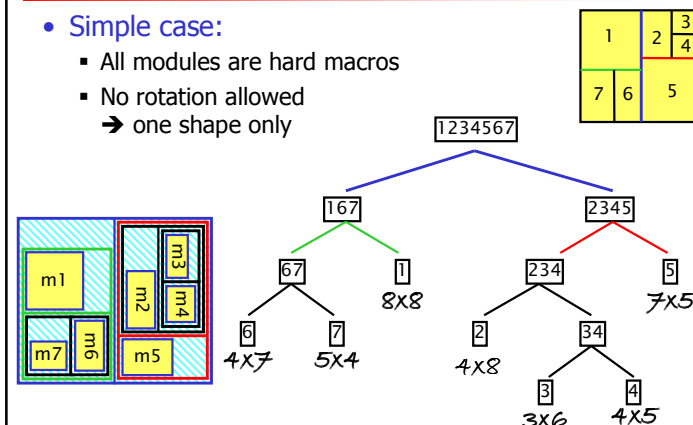 • Simple case:
▪ All modules are hard macros
▪ No rotation allowed
➔ one shape only
1 2 3
4
7 6 5
1234567
167 2345
67 1 234 5
8x8 7x5
6 7 2 34
4x7 5x4 4x8
3 4
3x6 4x5
m3
m1
m2 m4
m7 m6 m5